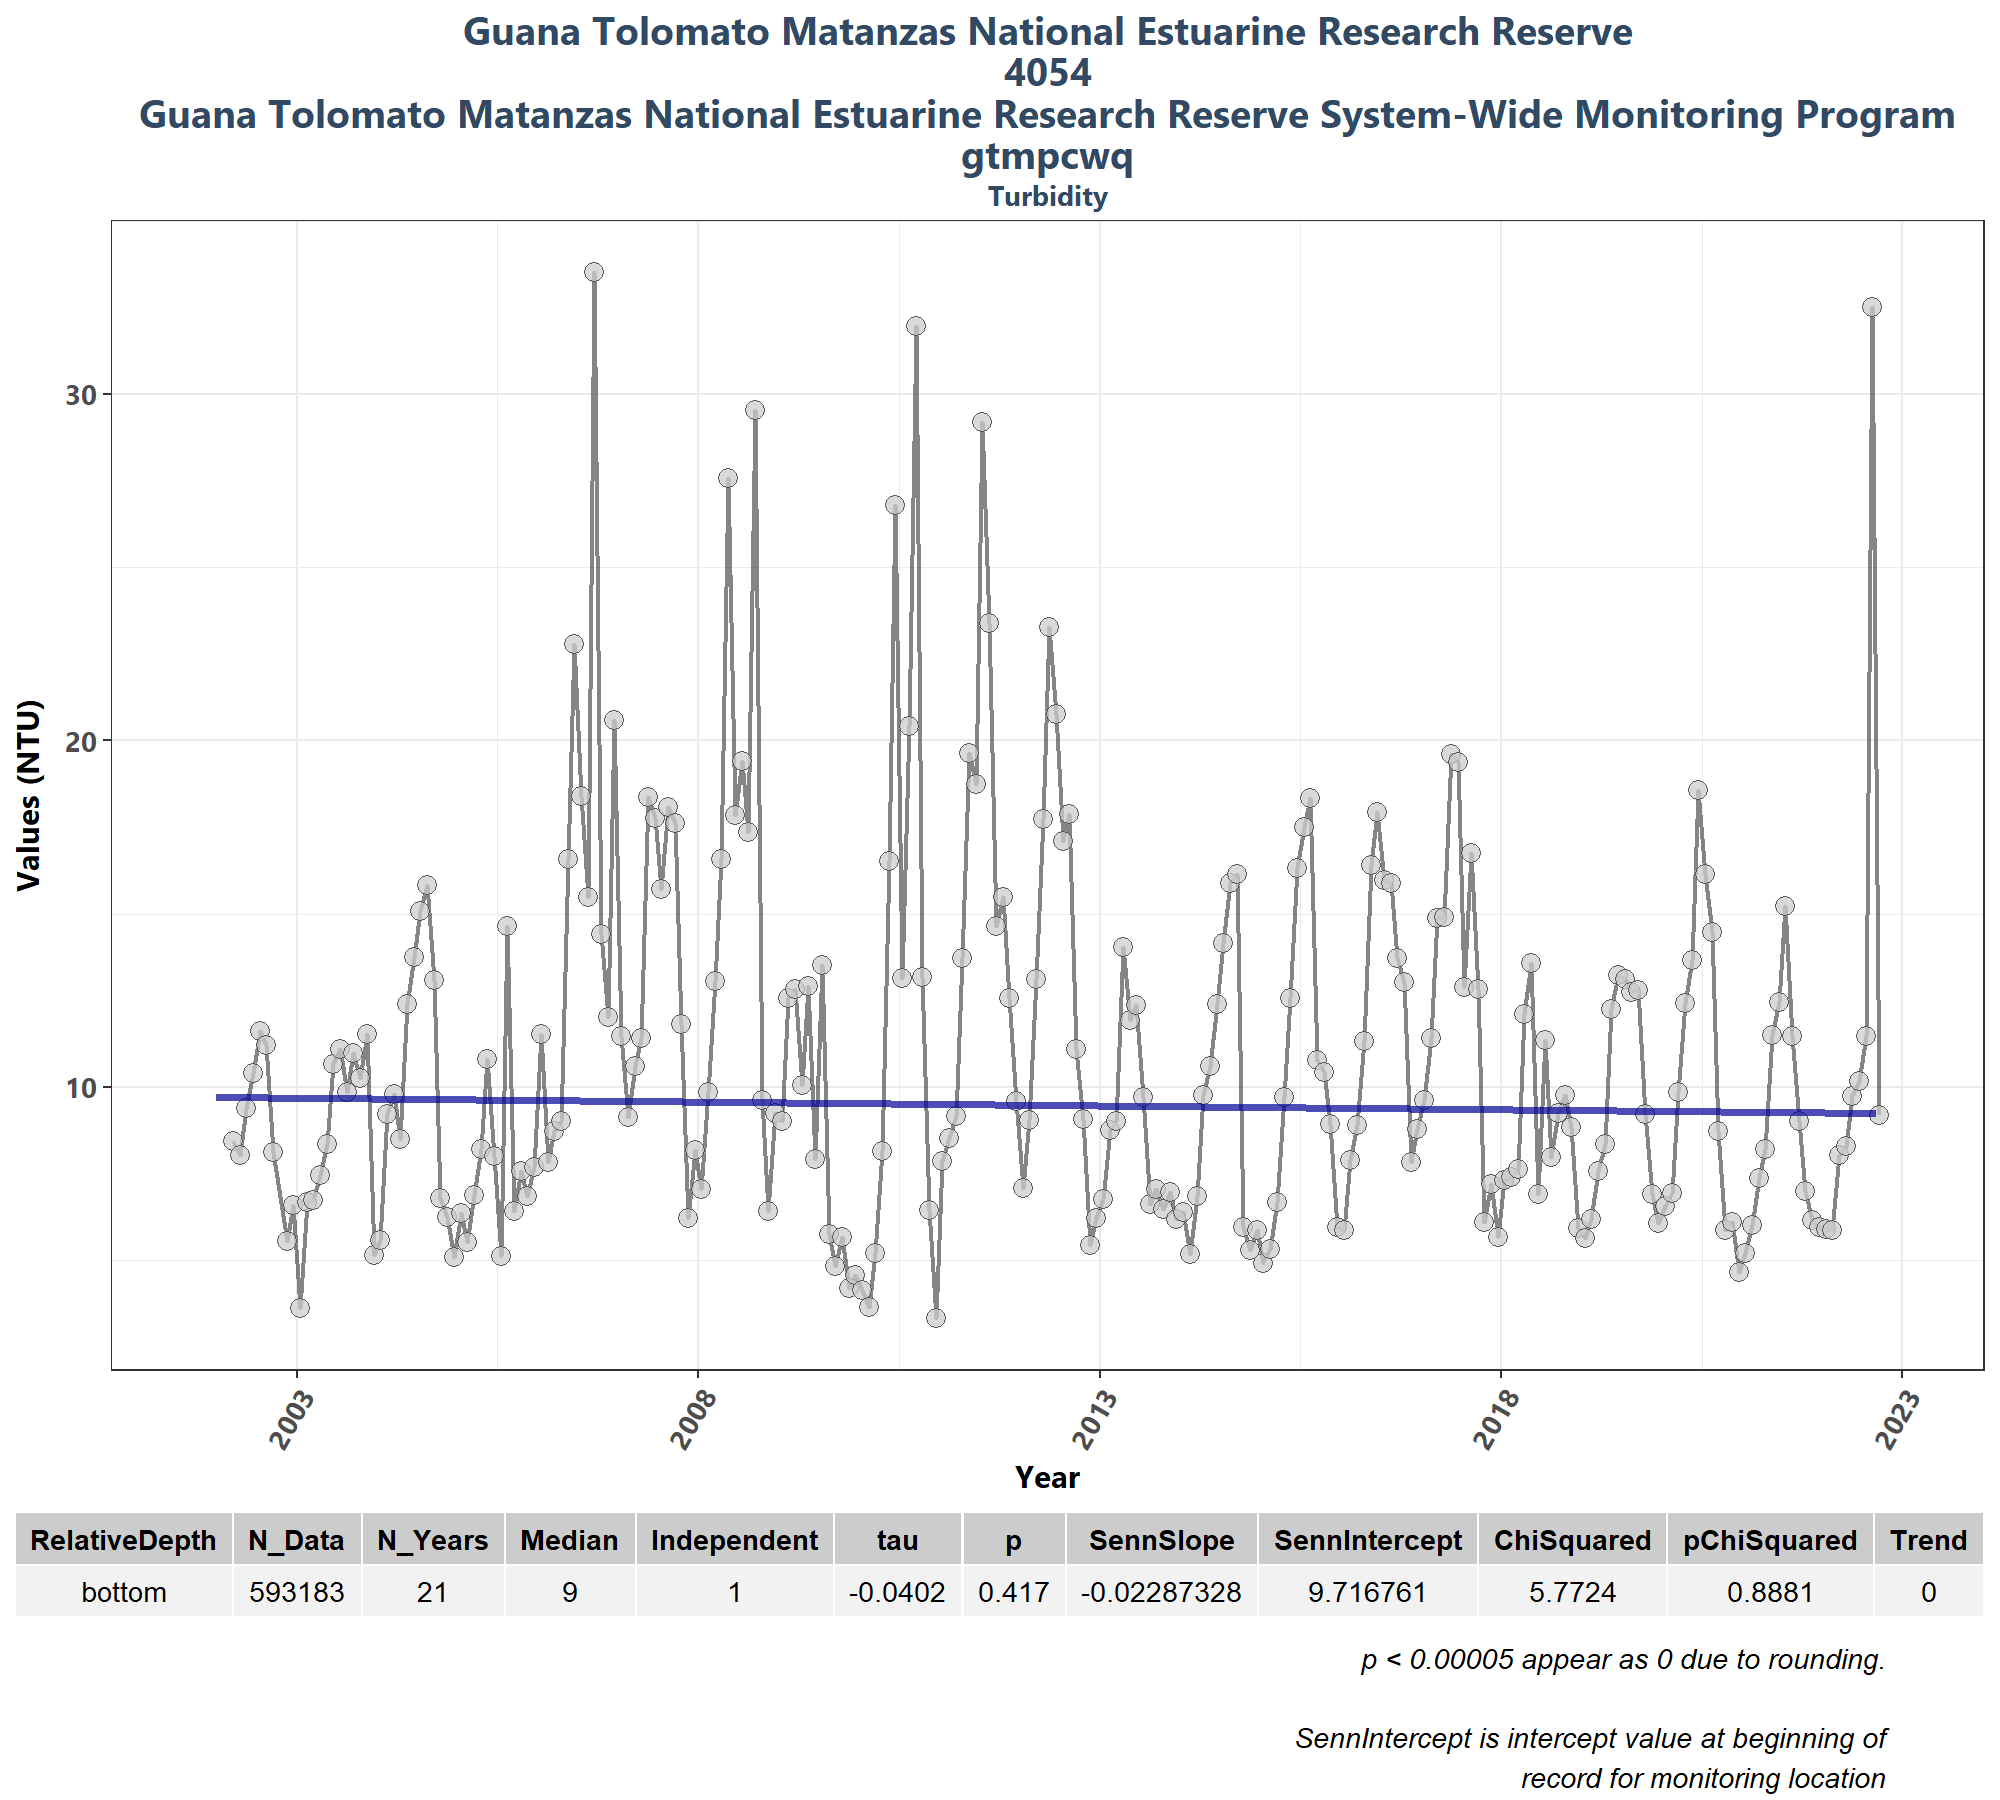 Guana Tolomato Matanzas National Estuarine Research Reserve
4054
Guana Tolomato Matanzas National Estuarine Research Reserve System-Wide Monitoring Program
gtmpcwq
Turbidity
30
20
10
Values (NTU)
2003 2008 2013 2018 2023
Year
RelativeDepth N_Data N_Years Median Independent tau p SennSlope SennIntercept ChiSquared pChiSquared Trend
bottom 593183 21 9 1 -0.0402 0.417 -0.02287328 9.716761 5.7724 0.8881 0
p < 0.00005 appear as 0 due to rounding.
SennIntercept is intercept value at beginning of
record for monitoring location